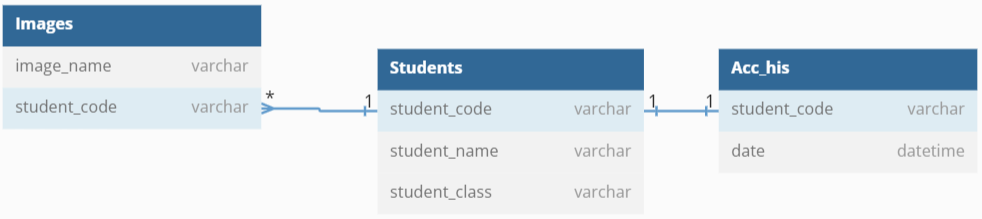 Images
image_name varchar
student_code varchar
* 1
Students
student_code varchar
student_name varchar
student_class varchar
1 1
Acc_his
student_code varchar
date datetime